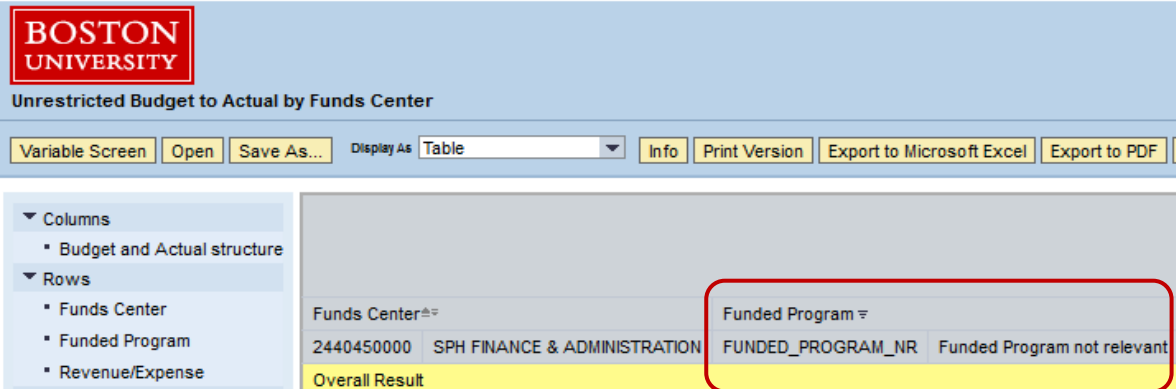 BOSTON
UNIVERSITY
Unrestricted Budget to Actual by Funds Center
Variable Screen Open Save As... Display As Table Info Print Version Export to Microsoft Excel Export to PDF
Columns
Budget and Actual structure
Rows
Funds Center
Funded Program
Revenue/Expense
Funds Center Funded Program
2440450000 SPH FINANCE & ADMINISTRATION FUNDED_PROGRAM_NR Funded Program not relevant
Overall Result